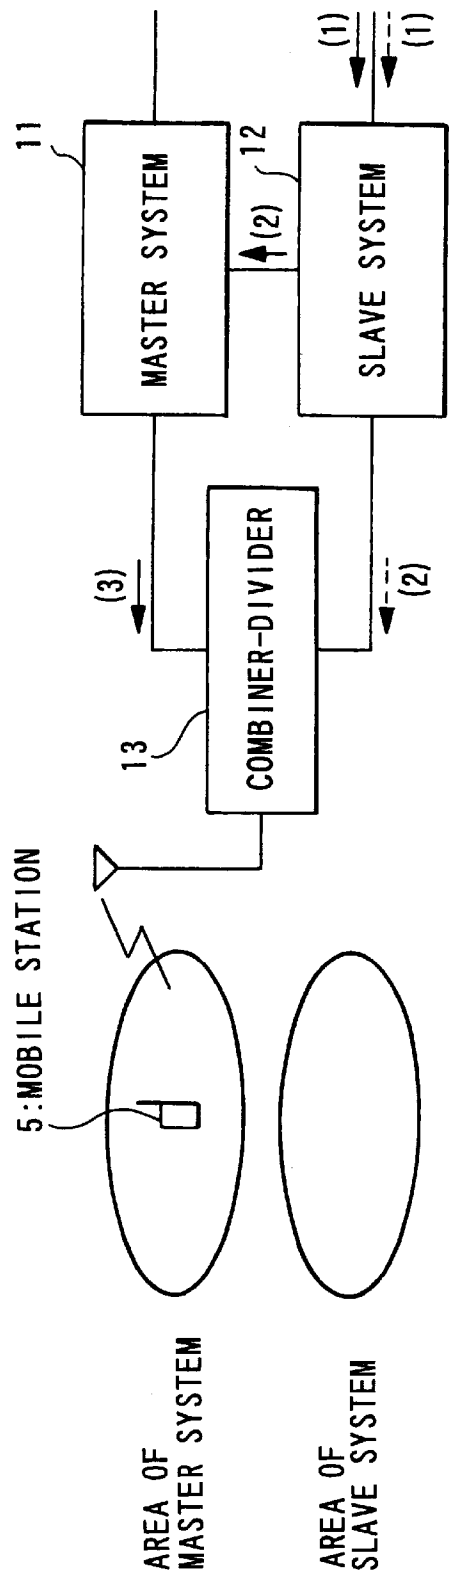 5:MOBILE STATION
AREA OF
MASTER SYSTEM
AREA OF
SLAVE SYSTEM
13
COMBINER-DIVIDER
(3)
(2)
11
MASTER SYSTEM
(2)
12
SLAVE SYSTEM
(1)
(1)